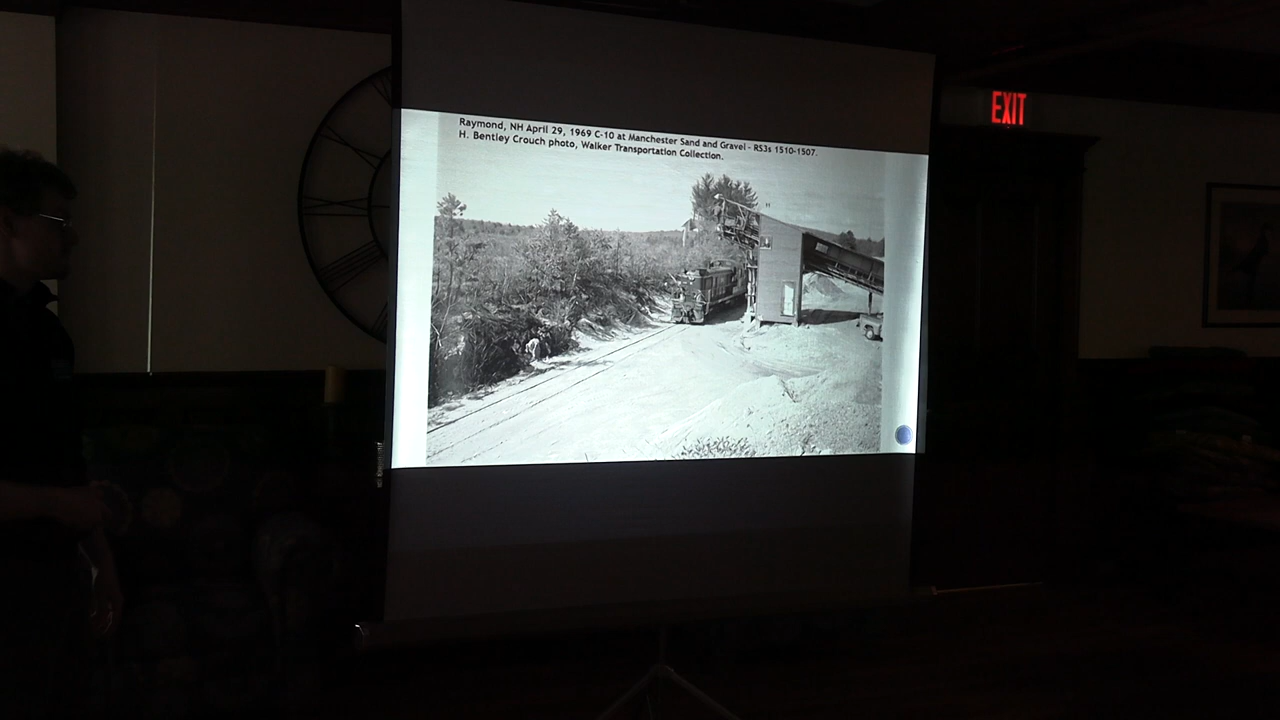 Raymond, NH April 29, 1969 C-10 at Manchester Sand and Gravel - RS3s 1510-1507.
H. Bentley Crouch photo, Walker Transportation Collection.
EXIT